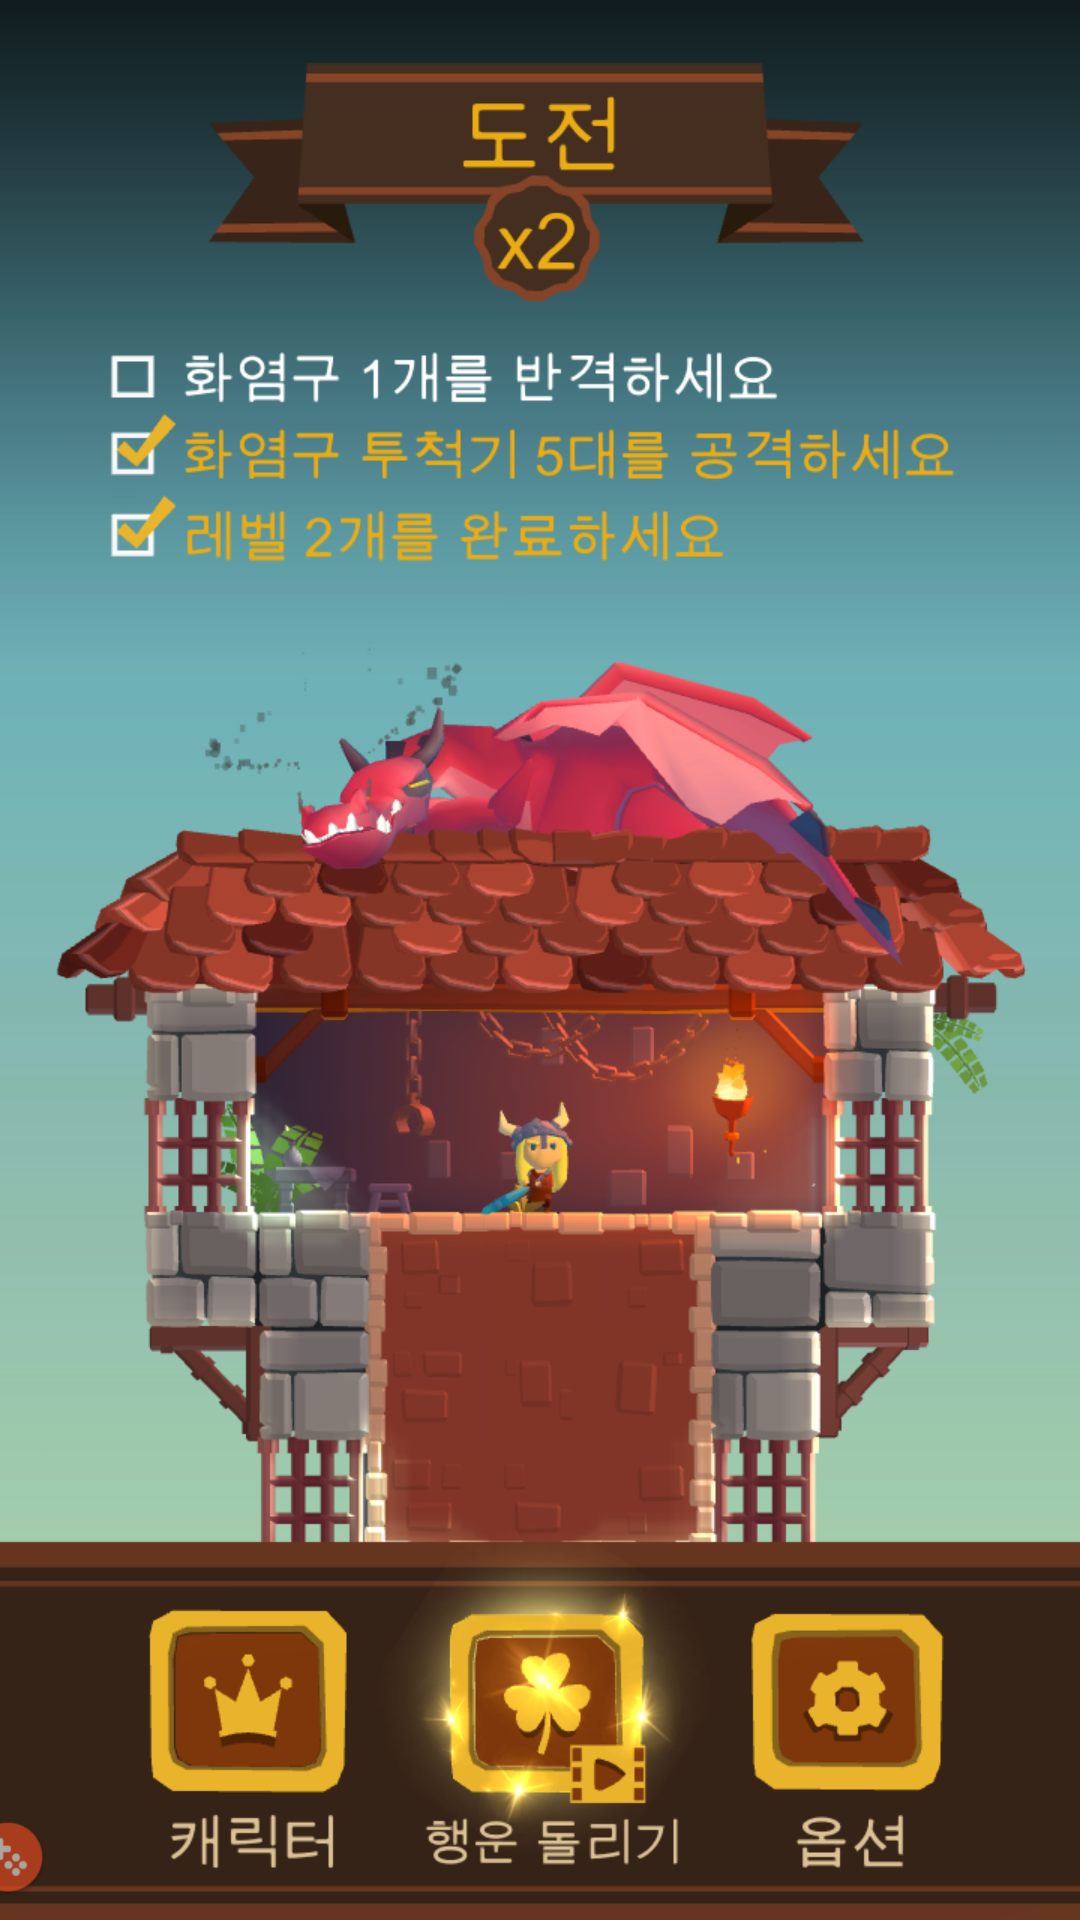 도전
x2
화염구 1개를 반격하세요
화염구 투척기 5대를 공격하세요
레벨 2개를 완료하세요
캐릭터
행운 돌리기
옵션